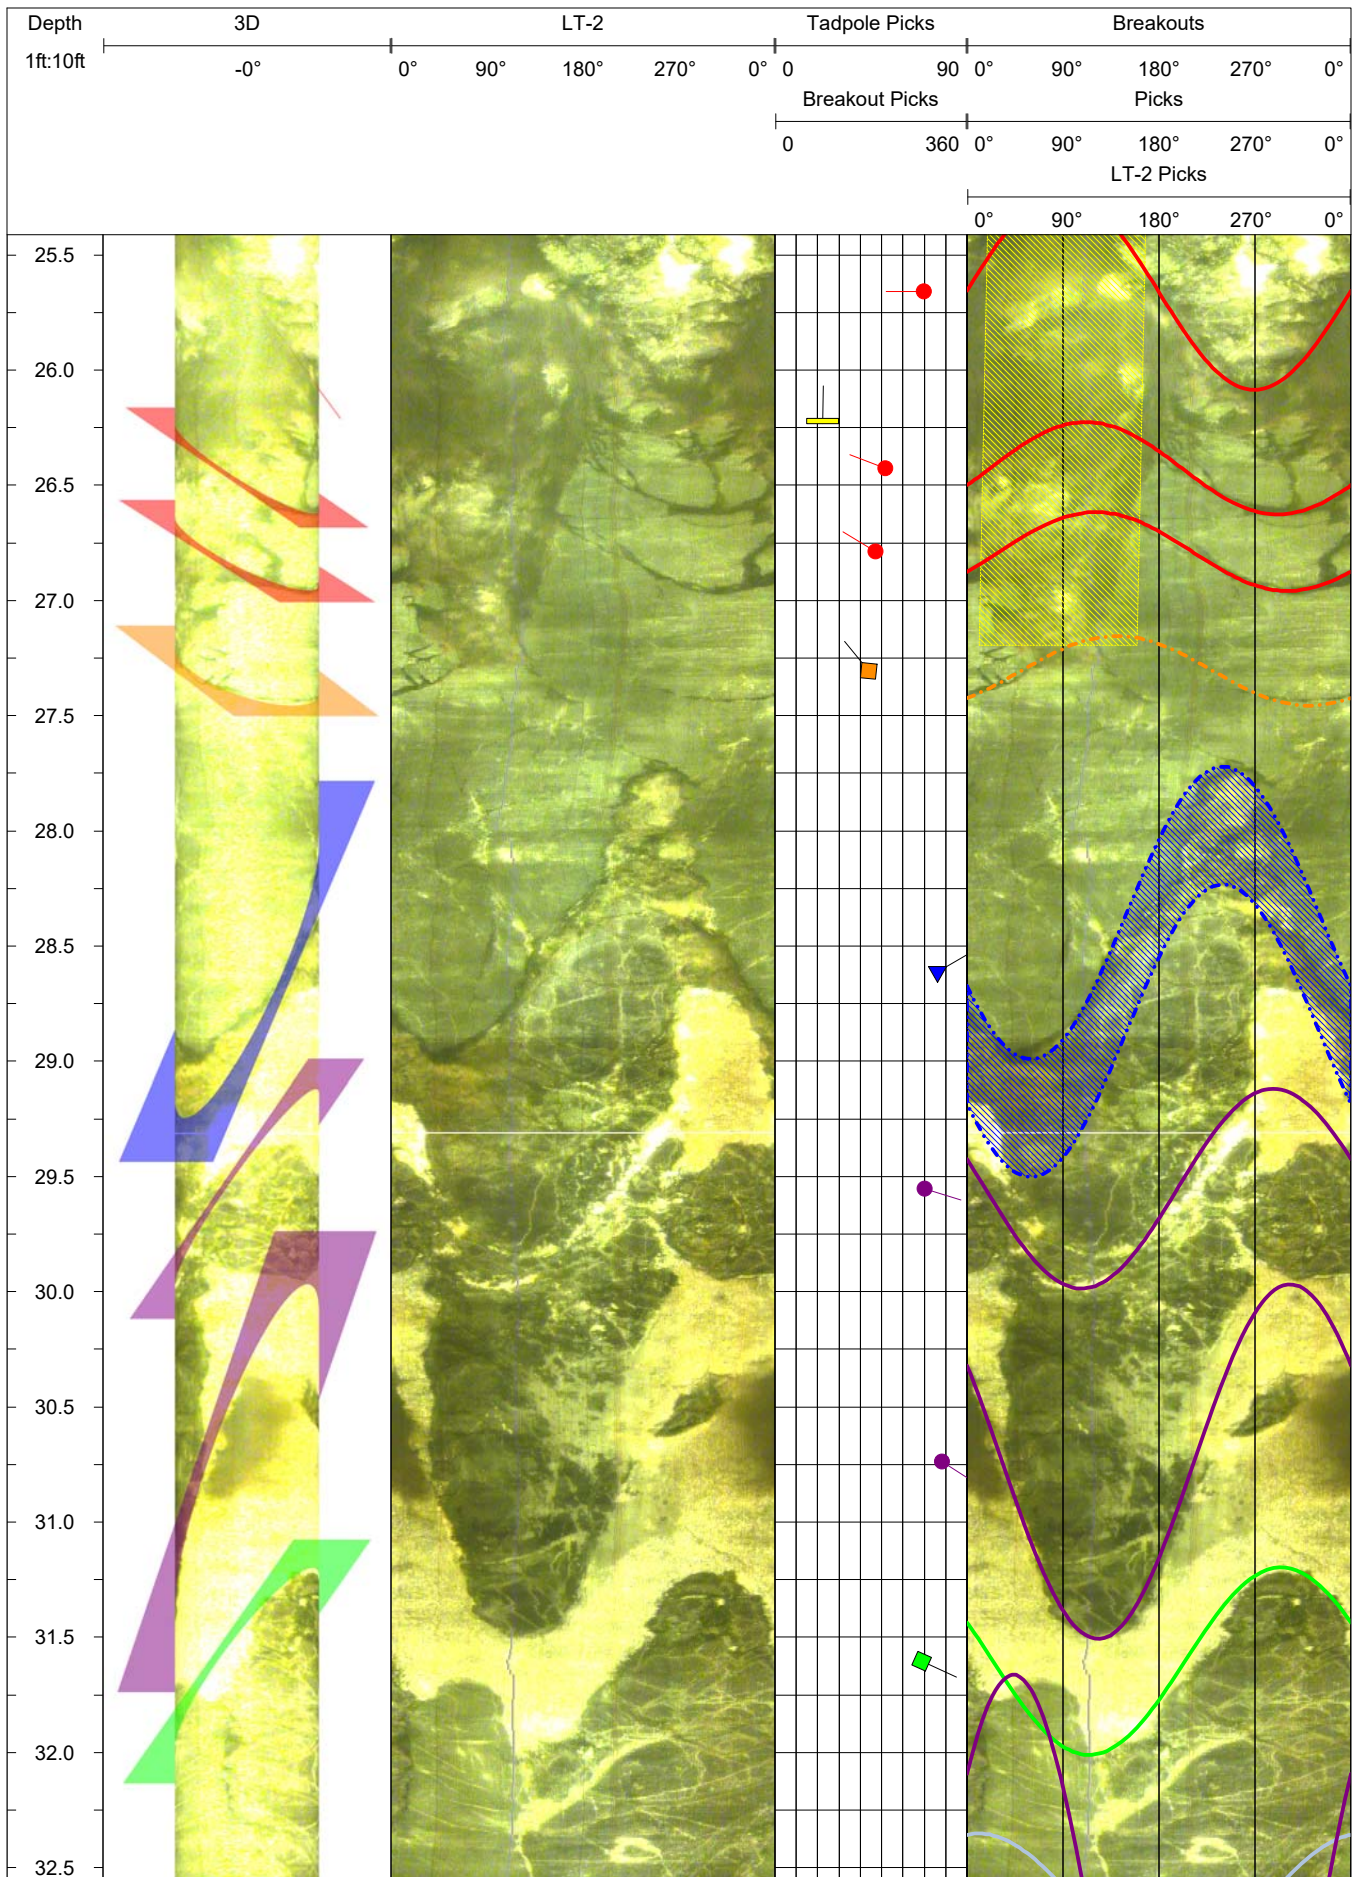 Depth 3D LT-2 Tadpole Picks Breakouts
1ft:10ft -0° 0° 90° 180° 270° 0° 0 90 0° 90° 180° 270° 0°
Breakout Picks Picks
0 360 0° 90° 180° 270° 0°
LT-2 Picks
0° 90° 180° 270° 0°
25.5
26.0
26.5
27.0
27.5
28.0
28.5
29.0
29.5
30.0
30.5
31.0
31.5
32.0
32.5